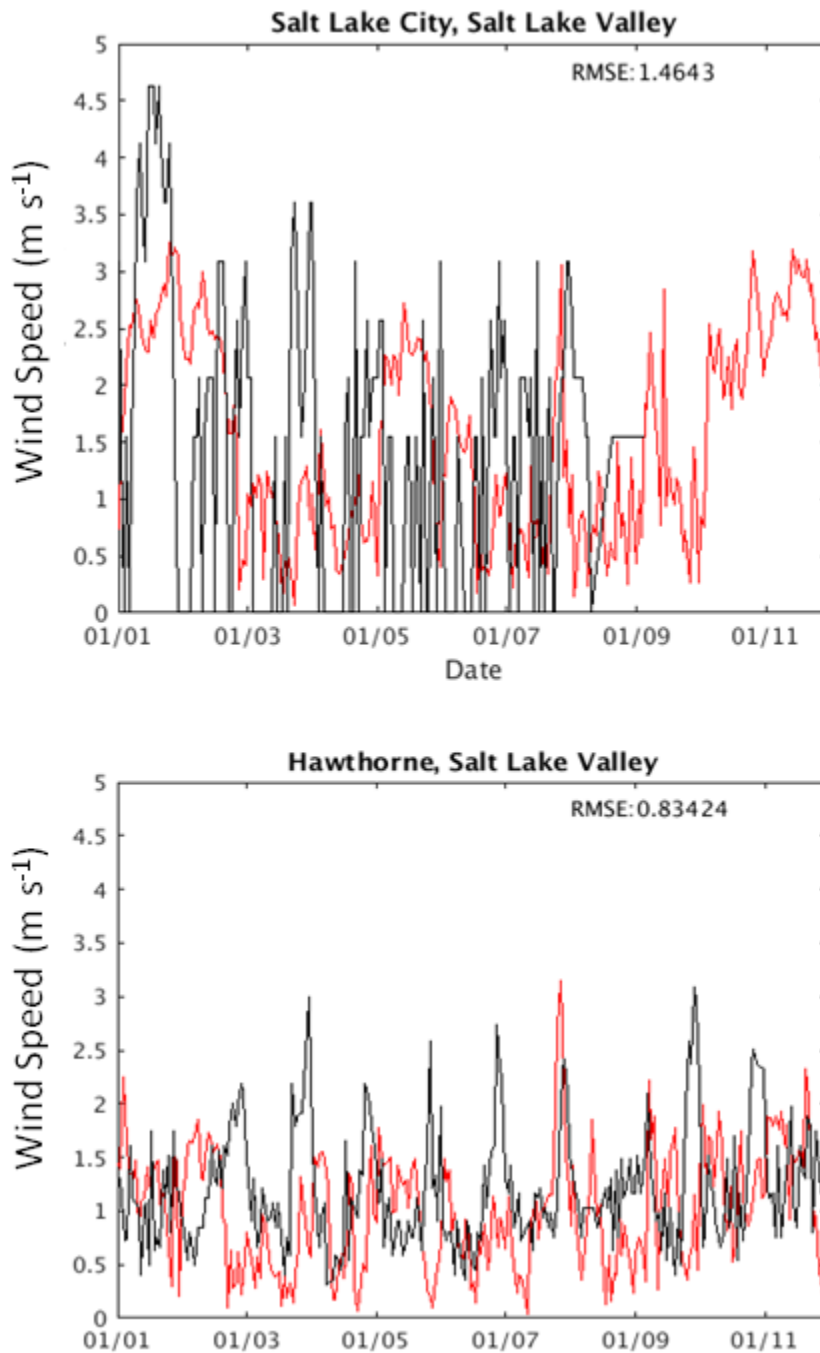 Salt Lake City, Salt Lake Valley
RMSE:1.4643
Wind Speed (m s-1)
5
4.5
4
3.5
3
2.5
2
1.5
1
0.5
0
01/01 01/03 01/05 01/07 01/09 01/11
Date
Hawthorne, Salt Lake Valley
RMSE:0.83424
Wind Speed (m s-1)
5
4.5
4
3.5
3
2.5
2
1.5
1
0.5
0
01/01 01/03 01/05 01/07 01/09 01/11